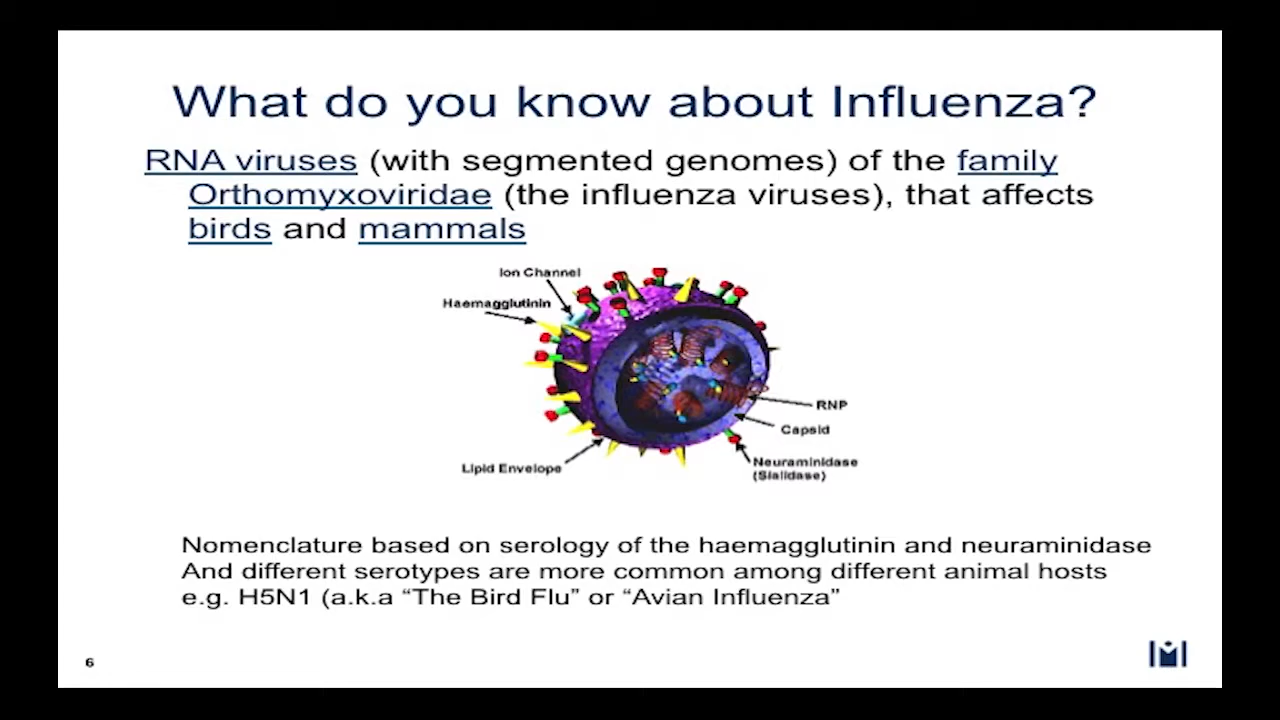 What do you know about Influenza?
RNA viruses (with segmented genomes) of the family
Orthomyxoviridae (the influenza viruses), that affects
birds and mammals
Ion Channel
Haemagglutinin
RNP
Capsid
Lipid Envelope
Neuraminidase
(Sialidase)
Nomenclature based on serology of the haemagglutinin and neuraminidase
And different serotypes are more common among different animal hosts
e.g. H5N1 (a.k.a “The Bird Flu” or “Avian Influenza”
6